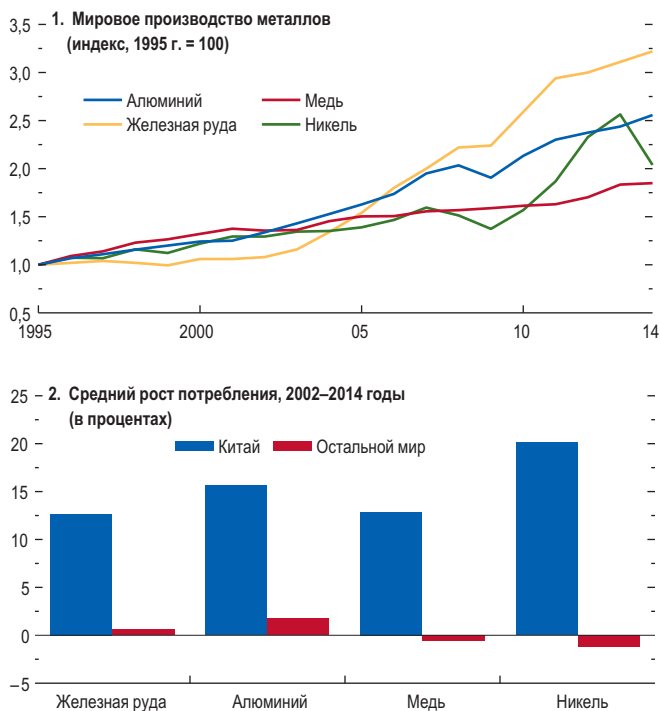 1. Мировое производство металлов
(индекс, 1995 г. = 100)
3,5
3,0
2,5
2,0
1,5
1,0
0,5
Алюминий
Медь
Железная руда
Никель
1995
2000
05
10
14
2. Средний рост потребления, 2002–2014 годы
(в процентах)
25
20
15
10
5
0
–5
Китай
Остальной мир
Железная руда
Алюминий
Медь
Никель